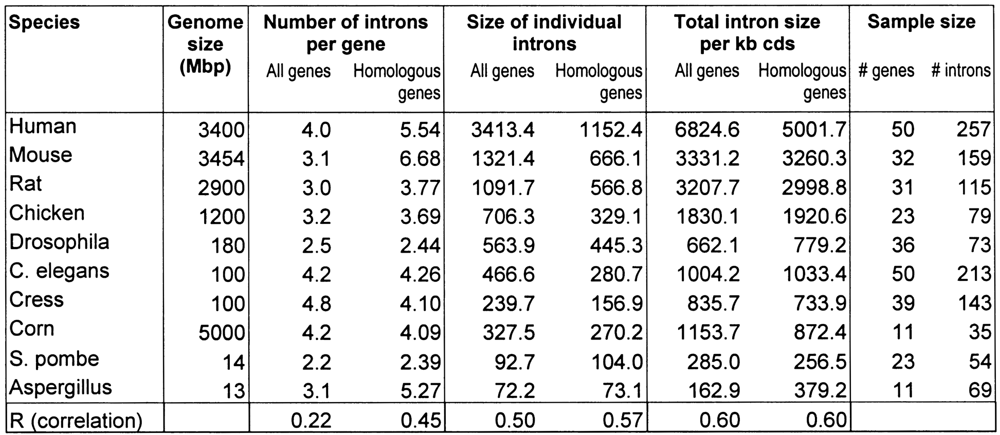 Species Genome Number of introns Size of individual Total intron size Sample size
size per gene introns per kb cds
(Mbp) All genes Homologous All genes Homologous All genes Homologous # genes # introns
genes genes genes
Human 3400 4.0 5.54 3413.4 1152.4 6824.6 5001.7 50 257
Mouse 3454 3.1 6.68 1321.4 666.1 3331.2 3260.3 32 159
Rat 2900 3.0 3.77 1091.7 566.8 3207.7 2998.8 31 115
Chicken 1200 3.2 3.69 706.3 329.1 1830.1 1920.6 23 79
Drosophila 180 2.5 2.44 563.9 445.3 662.1 779.2 36 73
C. elegans 100 4.2 4.26 466.6 280.7 1004.2 1033.4 50 213
Cress 100 4.8 4.10 239.7 156.9 835.7 733.9 39 143
Corn 5000 4.2 4.09 327.5 270.2 1153.7 872.4 11 35
S. pombe 14 2.2 2.39 92.7 104.0 285.0 256.5 23 54
Aspergillus 13 3.1 5.27 72.2 73.1 162.9 379.2 11 69
R (correlation) 0.22 0.45 0.50 0.57 0.60 0.60